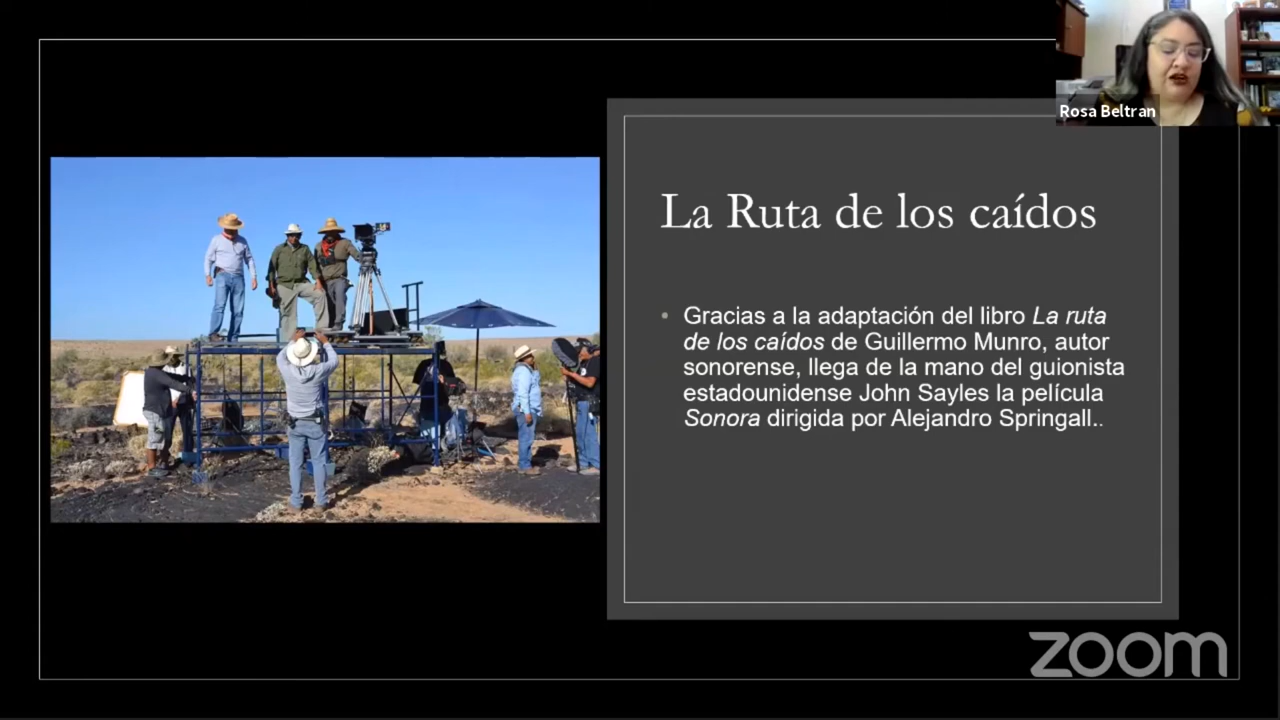 Rosa Beltran
La Ruta de los caídos
• Gracias a la adaptación del libro La ruta
de los caídos de Guillermo Munro, autor
sonorense, llega de la mano del guionista
estadounidense John Sayles la película
Sonora dirigida por Alejandro Springall..
zoom